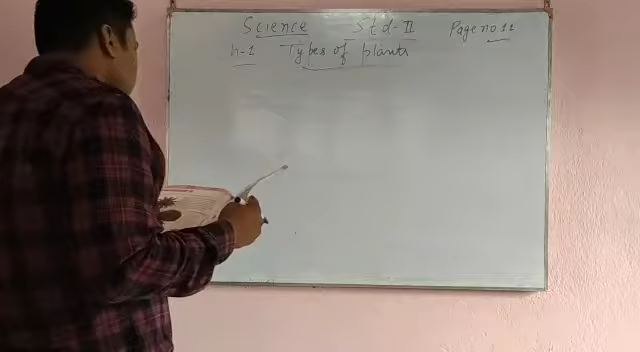 Science Std-II Page no.11
h-1 Types of plants